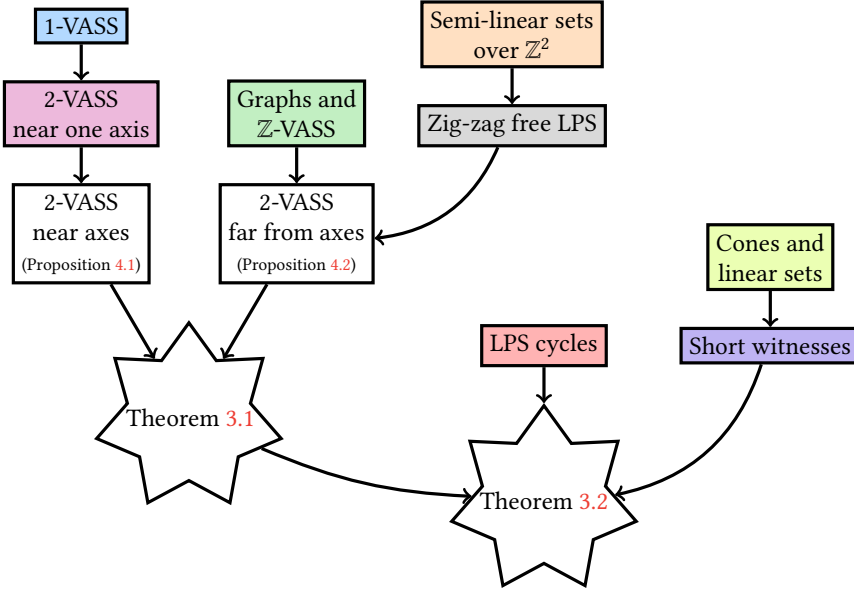 1-VASS
Semi-linear sets
over ℤ²
2-VASS
near one axis
Graphs and
ℤ-VASS
Zig-zag free LPS
2-VASS
near axes
(Proposition 4.1)
2-VASS
far from axes
(Proposition 4.2)
Cones and
linear sets
LPS cycles
Short witnesses
Theorem 3.1
Theorem 3.2